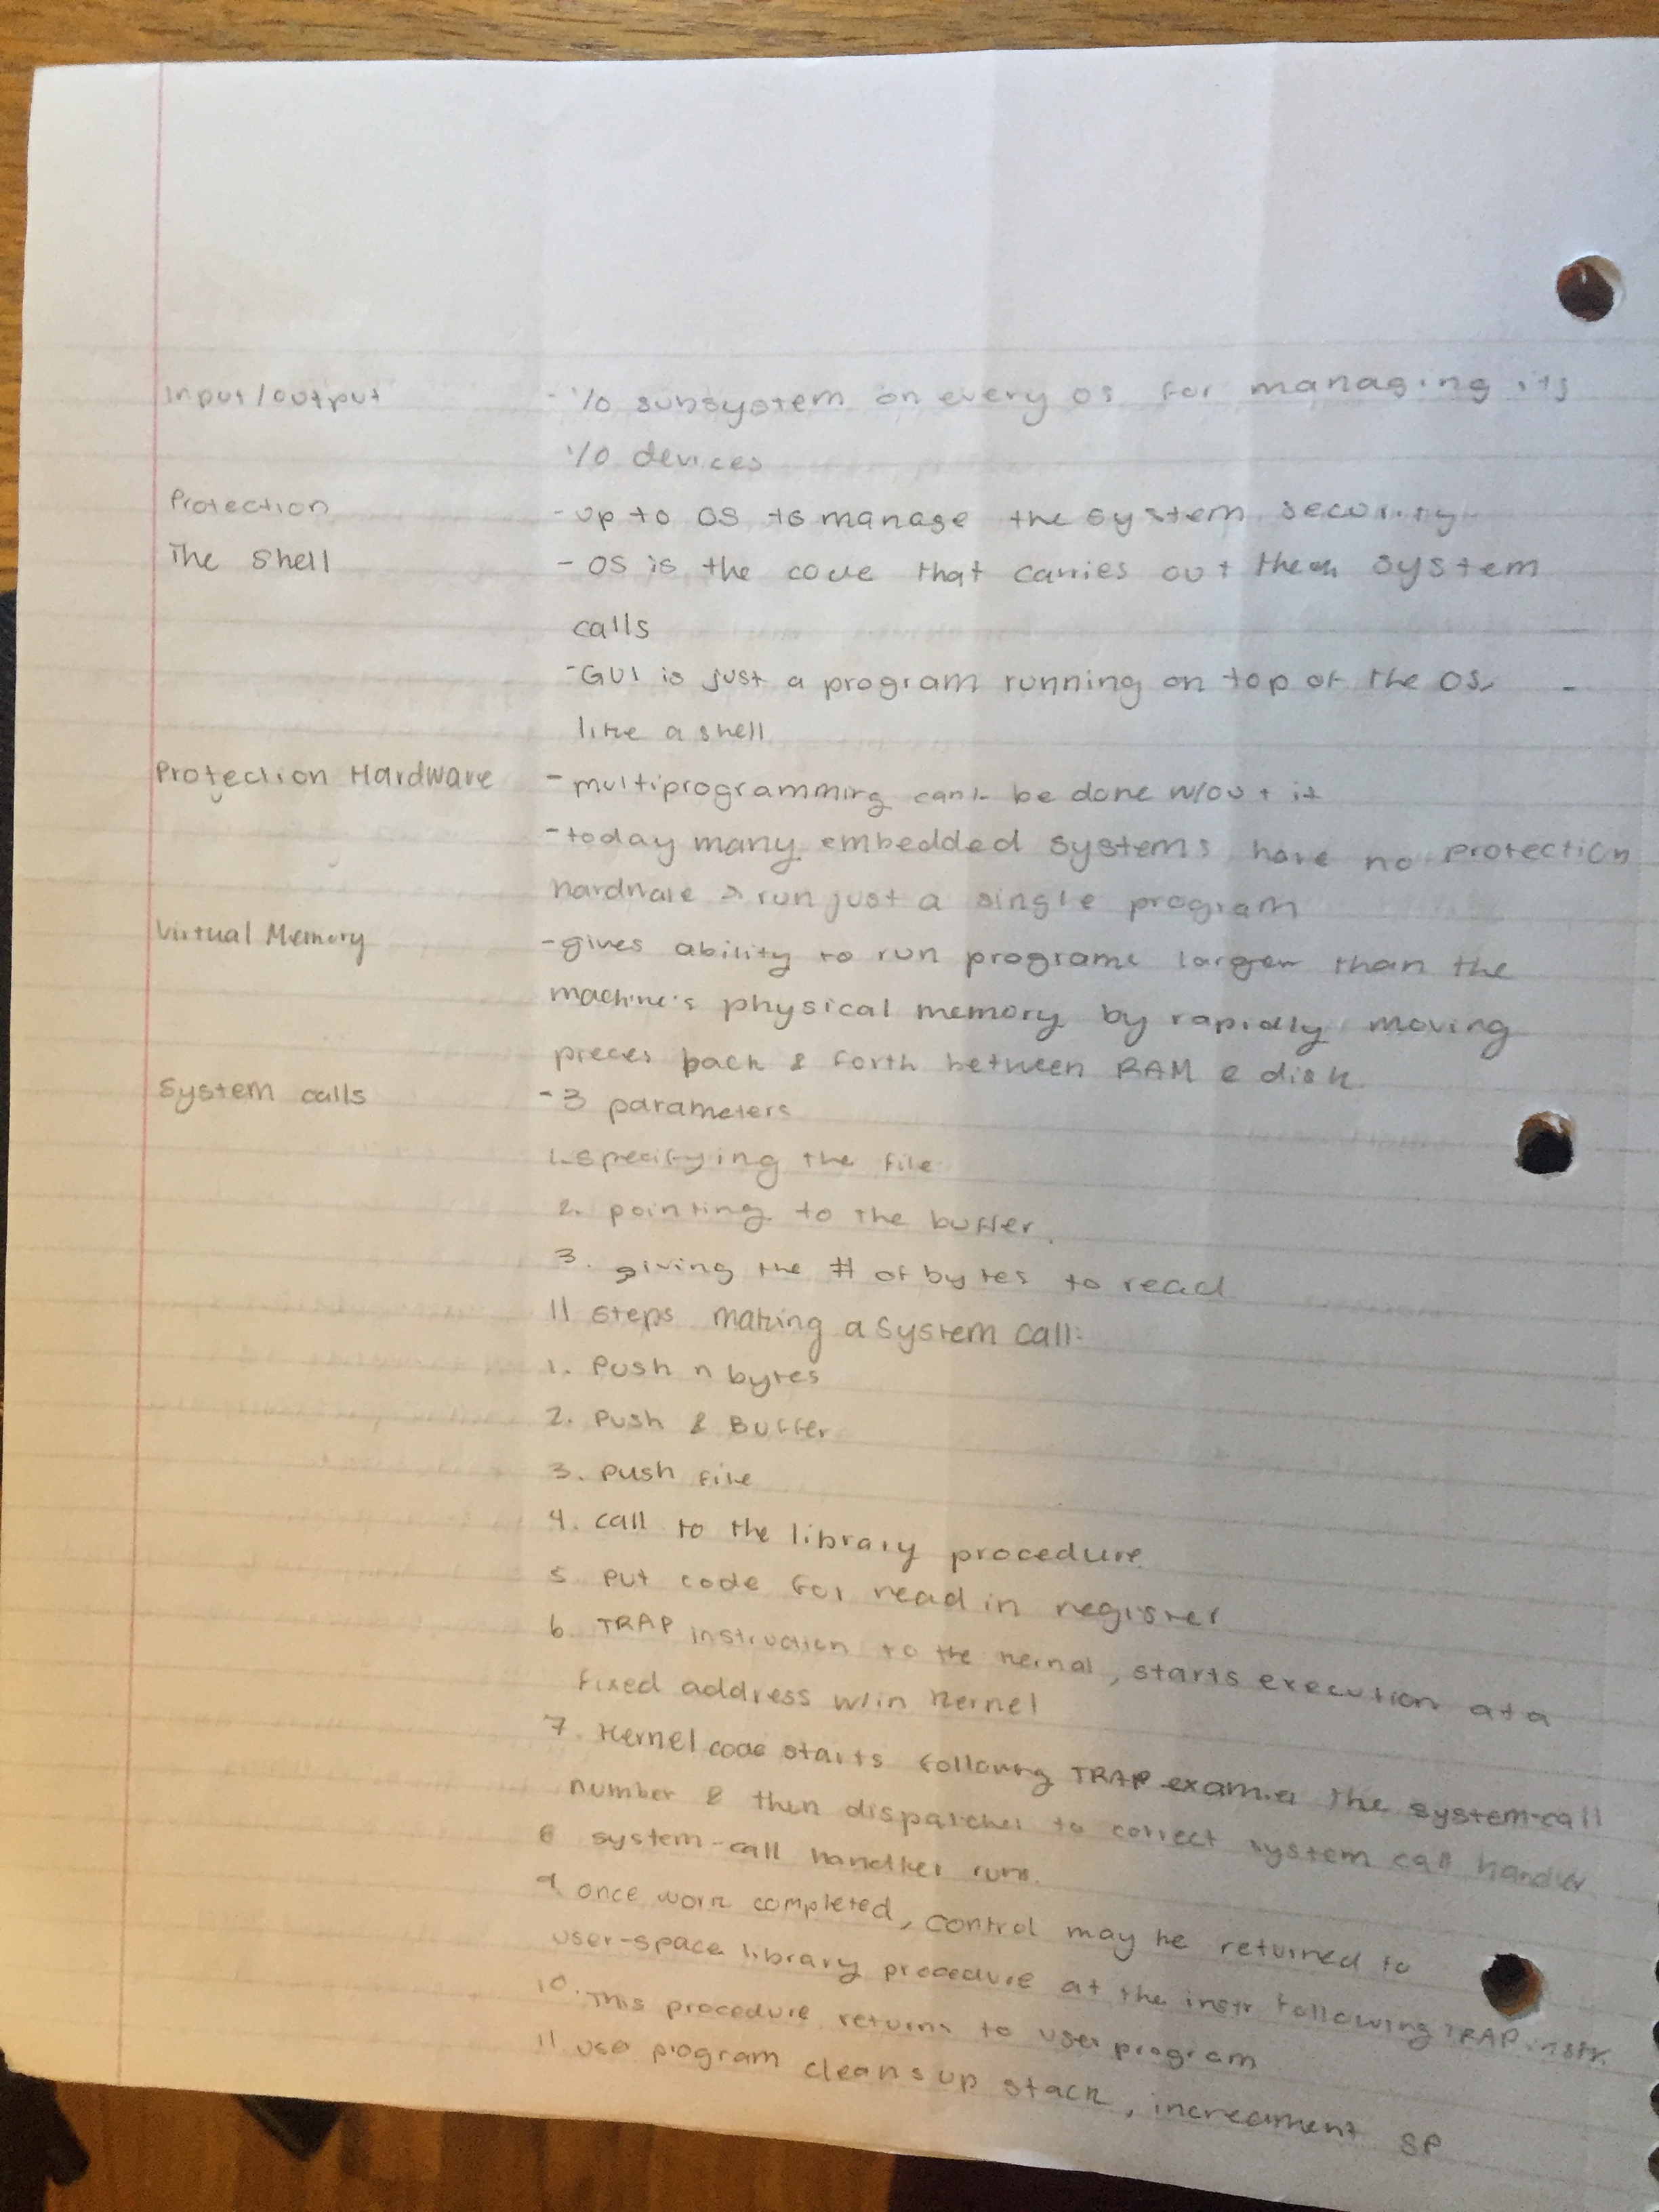 Input/output - I/O subsystem on every OS for managing its
I/O devices
Protection - up to OS to manage the system security
The Shell - OS is the code that carries out the system
calls
- GUI is just a program running on top of the OS
like a shell
Protection Hardware - multiprogramming can't be done w/out it
- today many embedded systems have no protection
hardware & run just a single program
Virtual Memory - gives ability to run programs larger than the
machine's physical memory by rapidly moving
pieces back & forth between RAM & disk
System calls - 3 parameters
1. specifying the file
2. pointing to the buffer.
3. giving the # of bytes to read
11 steps making a system call:
1. Push n bytes
2. Push & Buffer
3. Push file
4. call to the library procedure
5 put code for read in register
6. TRAP instruction to the kernal, starts execution at a
fixed address w/in kernel
7. Kernel code starts following TRAP the system-call
number & then dispatches to correct system call handler
8 system-call handler runs.
9 once work completed, control may be returned to
user-space library procedure at the instr following TRAP instr.
10. This procedure returns to user program
11 program cleans up stack, increament SP